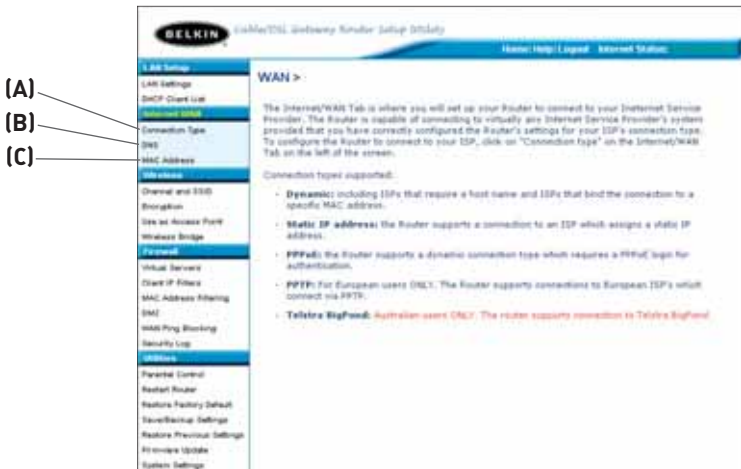 BELKIN
Cable/DSL Gateway Router Setup Utility
Home|Help|Logout Internet Status:
(A)
(B)
(C)
LAN Setup
LAN Settings
DHCP Client List
Internet WAN
Connection Type
DNS
MAC Address
Wireless
Channel and SSID
Encryption
Use as Access Point
Wireless Bridge
Firewall
Virtual Servers
Client IP Filters
MAC Address Filtering
DMZ
WAN Ping Blocking
Security Log
Utilities
Parental Control
Restart Router
Restore Factory Default
Save/Backup Settings
Restore Previous Settings
Firmware Update
System Settings
WAN >
The Internet/WAN Tab is where you will set up your Router to connect to your Ineternet Service
Provider. The Router is capable of connecting to virtually any Internet Service Provider's system
provided that you have correctly configured the Router's settings for your ISP's connection type.
To configure the Router to connect to your ISP, click on "Connection type" on the Internet/WAN
Tab on the left of the screen.
Connection types supported:
· Dynamic: including ISPs that require a host name and ISPs that bind the connection to a
specific MAC address.
· Static IP address: the Router supports a connection to an ISP which assigns a static IP
address.
· PPPoE: the Router supports a dynamic connection type which requires a PPPoE login for
authentication.
· PPTP: For European users ONLY. The Router supports connections to European ISP's which
connect via PPTP.
· Telstra BigPond: Australian users ONLY. The router supports connection to Telstra BigPond